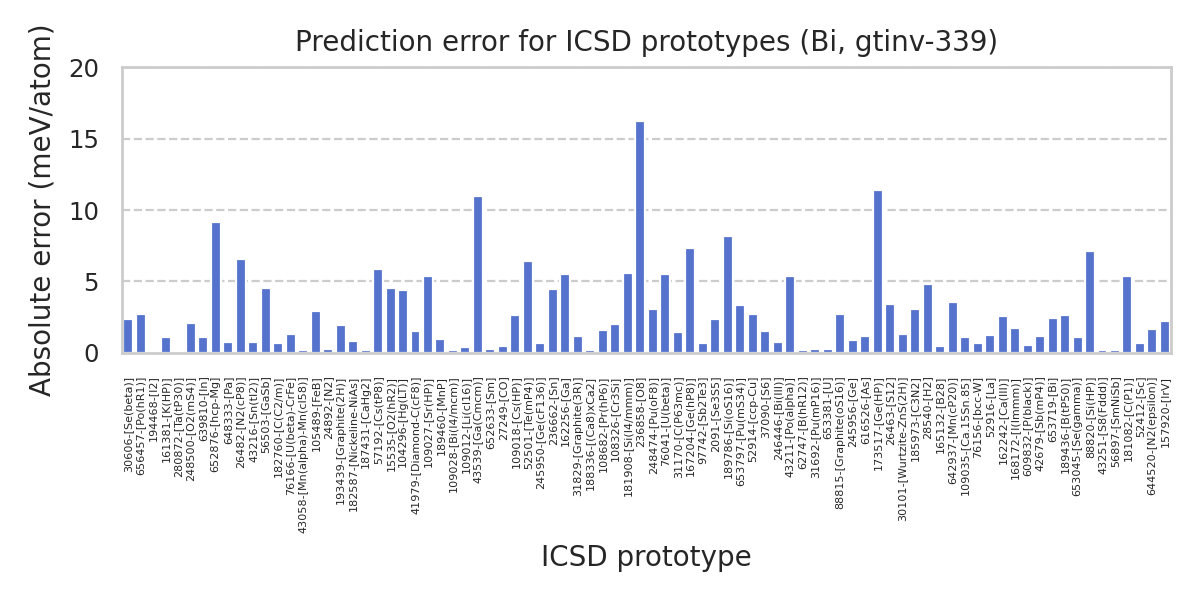 Prediction error for ICSD prototypes (Bi, gtinv-339)
Absolute error (meV/atom)
20
15
10
5
0
30606-[Se(beta)]
656457-[Po(hR1)]
194468-[I2]
161381-[K(HP)]
280872-[Ta(tP30)]
248500-[O2(mS4)]
639810-[In]
652876-[hcp-Mg]
64833-[Pa]
26482-[N2(cP8)]
43216-[Sn(tI2)]
56503-[GaSb]
182760-[C(C2/m)]
76166-[U(beta)-CrFe]
43058-[Mn(alpha)-Mn(cI58)]
105489-[FeB]
24892-[N2]
193439-[Graphite(2H)]
182587-[Nickeline-NiAs]
187431-[CaHg2]
57192-[Cs(tP8)]
15535-[O2(hR2)]
104296-[Hg(LT)]
41979-[Diamond-C(cF8)]
109027-[Sr(HP)]
189460-[MnP]
109028-[Bi(I4/mcm)]
109012-[Li(cI16)]
43539-[Ga(Cmcm)]
652633-[Sm]
27249-[CO]
109018-[Cs(HP)]
52501-[Te(mP4)]
245950-[Ge(cF136)]
236662-[Sn]
162256-[Ga]
31829-[Graphite(3R)]
188336-[(Ca8)xCa2]
108682-[Pr(hP6)]
108326-[Cr3Si]
181908-[Si(I4/mmm)]
236858-[O8]
248474-[Pu(oF8)]
76041-[U(beta)]
31170-[C(P63mc)]
167204-[Ge(hP8)]
97742-[Sb2Te3]
2091-[Se3S5]
189786-[Si(oS16)]
653797-[Pu(mS34)]
52914-[ccp-Cu]
37090-[S6]
246446-[Bi(III)]
43211-[Po(alpha)]
62747-[B(hR12)]
31692-[Pu(mP16)]
653381-[U]
88815-[Graphite(oS16)]
245956-[Ge]
616526-[As]
173517-[Ge(HP)]
26463-[S12]
30101-[Wurtzite-ZnS(2H)]
185973-[C3N2]
28540-[H2]
165132-[B28]
642937-[Mn(cP20)]
109035-[Ca.15Sn.85]
76156-[bcc-W]
52916-[La]
162242-[Ca(III)]
168172-[I(Immm)]
609832-[P(black)]
42679-[Sb(mP4)]
653719-[Bi]
189436-[B(tP50)]
653045-[Se(gamma)]
88820-[Si(HP)]
43251-[S8(Fddd)]
56897-[SmNiSb]
181082-[C(P1)]
52412-[Sc]
644520-[N2(epsilon)]
157920-[IrV]
ICSD prototype